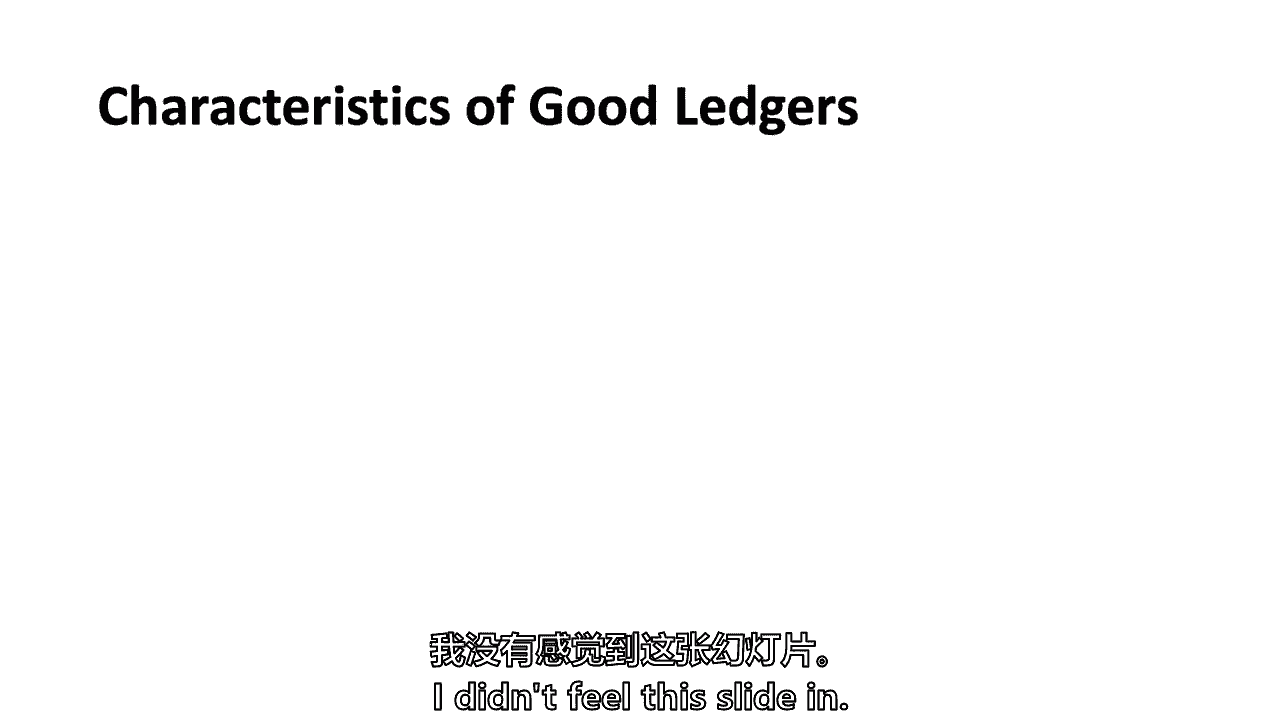 Characteristics of Good Ledgers
我没有感觉到这张幻灯片。
I didn't feel this slide in.